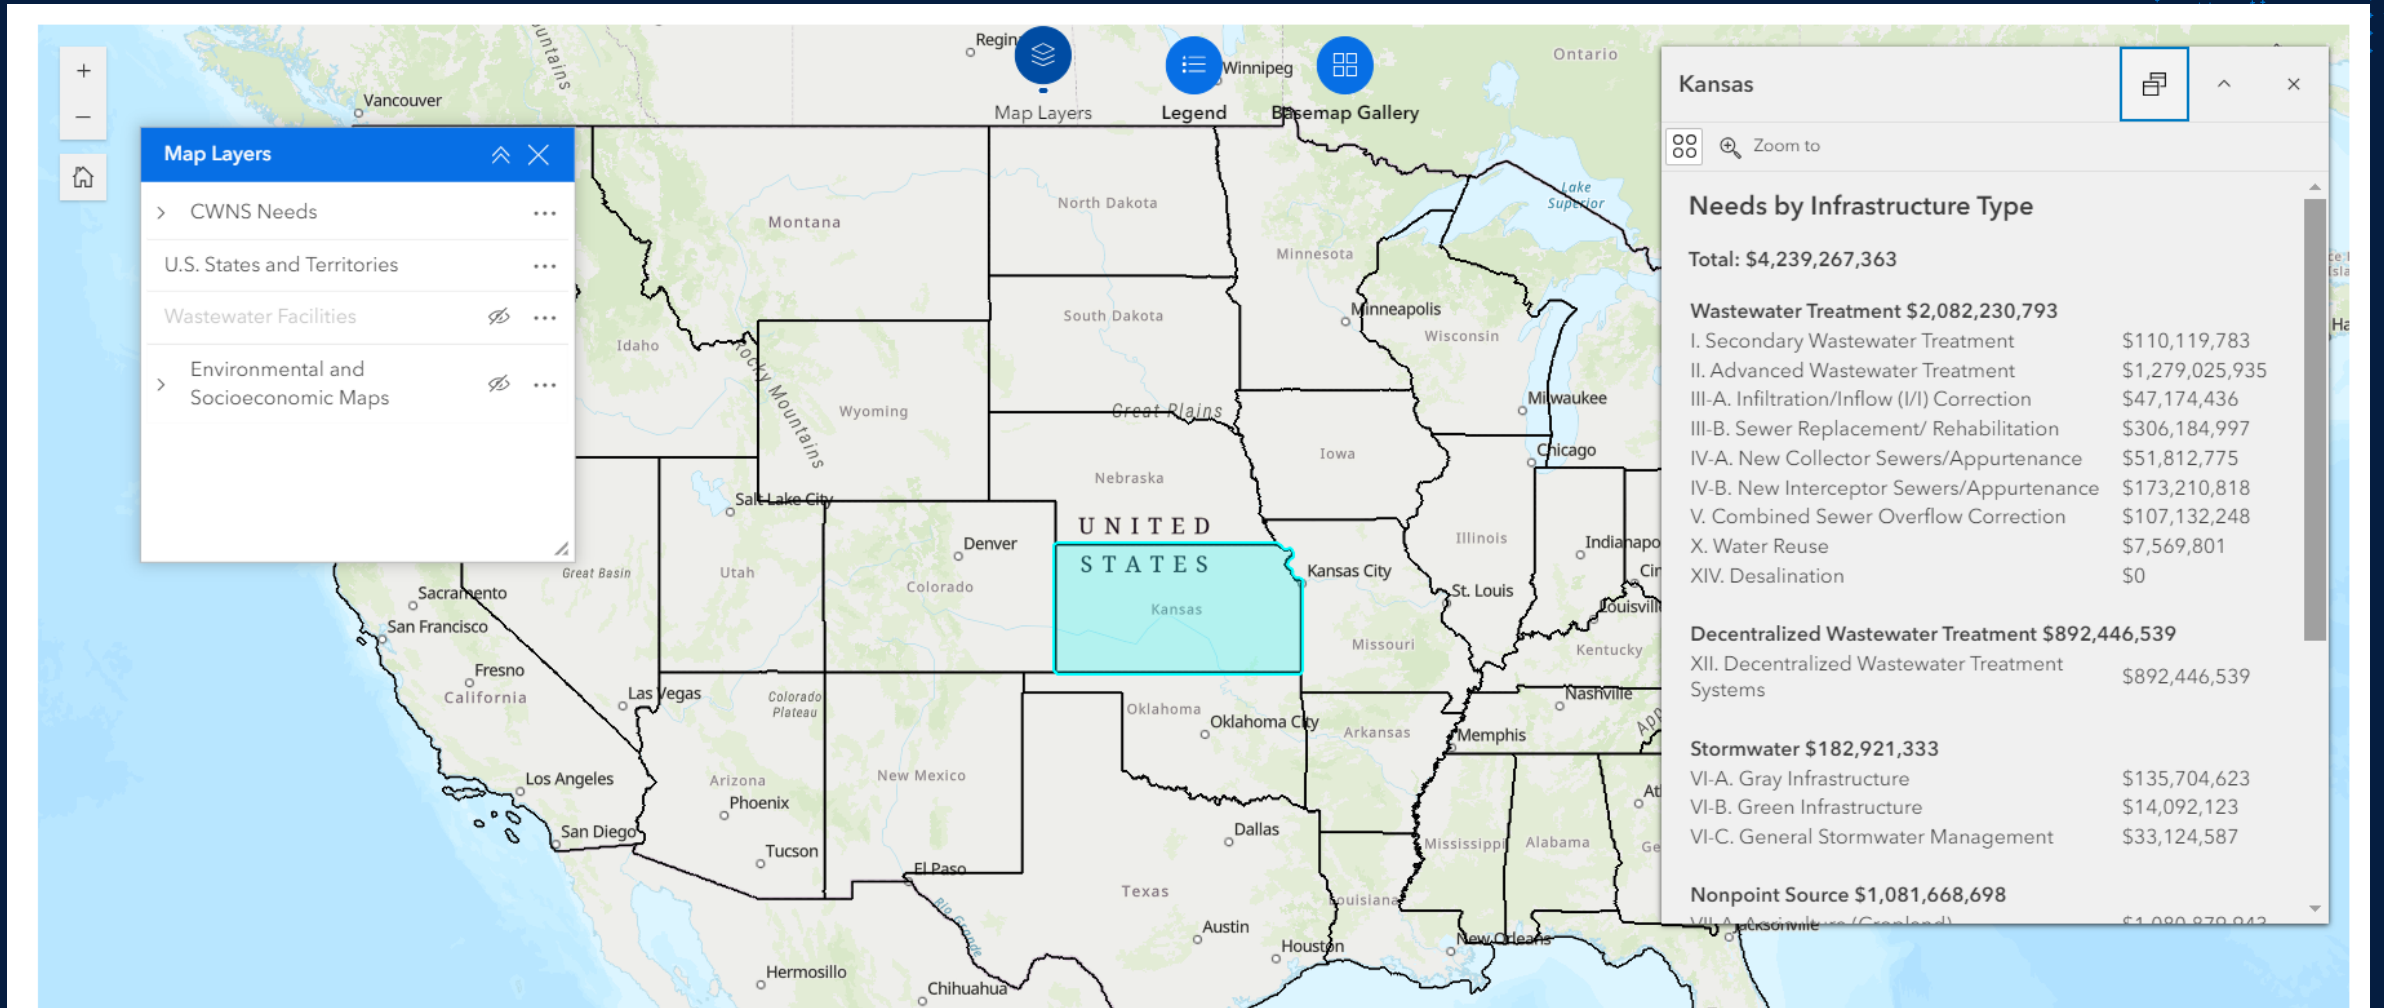 Map Layers
Legend
Basemap Gallery
Map Layers
CWNS Needs
U.S. States and Territories
Wastewater Facilities
Environmental and
Socioeconomic Maps
Kansas
Zoom to
Needs by Infrastructure Type
Total: $4,239,267,363
Wastewater Treatment $2,082,230,793
I. Secondary Wastewater Treatment $110,119,783
II. Advanced Wastewater Treatment $1,279,025,935
III-A. Infiltration/Inflow (I/I) Correction $47,174,436
III-B. Sewer Replacement/ Rehabilitation $306,184,997
IV-A. New Collector Sewers/Appurtenance $51,812,775
IV-B. New Interceptor Sewers/Appurtenance $173,210,818
V. Combined Sewer Overflow Correction $107,132,248
X. Water Reuse $7,569,801
XIV. Desalination $0
Decentralized Wastewater Treatment $892,446,539
XII. Decentralized Wastewater Treatment
Systems $892,446,539
Stormwater $182,921,333
VI-A. Gray Infrastructure $135,704,623
VI-B. Green Infrastructure $14,092,123
VI-C. General Stormwater Management $33,124,587
Nonpoint Source $1,081,668,698
Vancouver
Winnipeg
Ontario
Montana
North Dakota
Lake
Superior
Minnesota
South Dakota
Minneapolis
Wisconsin
Idaho
Rocky Mountains
Wyoming
Great Plains
Milwaukee
Iowa
Chicago
Nebraska
Salt Lake City
UNITED
STATES
Denver
Illinois
Great Basin
Utah
Colorado
Kansas City
St. Louis
Sacramento
Kansas
San Francisco
Missouri
Kentucky
Fresno
California
Las Vegas
Colorado
Plateau
Nashville
Oklahoma
Oklahoma City
Arkansas
Memphis
Los Angeles
Arizona
New Mexico
Phoenix
San Diego
Dallas
Mississippi
Alabama
Tucson
El Paso
Texas
Louisiana
Rio Grande
Austin
Houston
New Orleans
Jacksonville
Hermosillo
Chihuahua